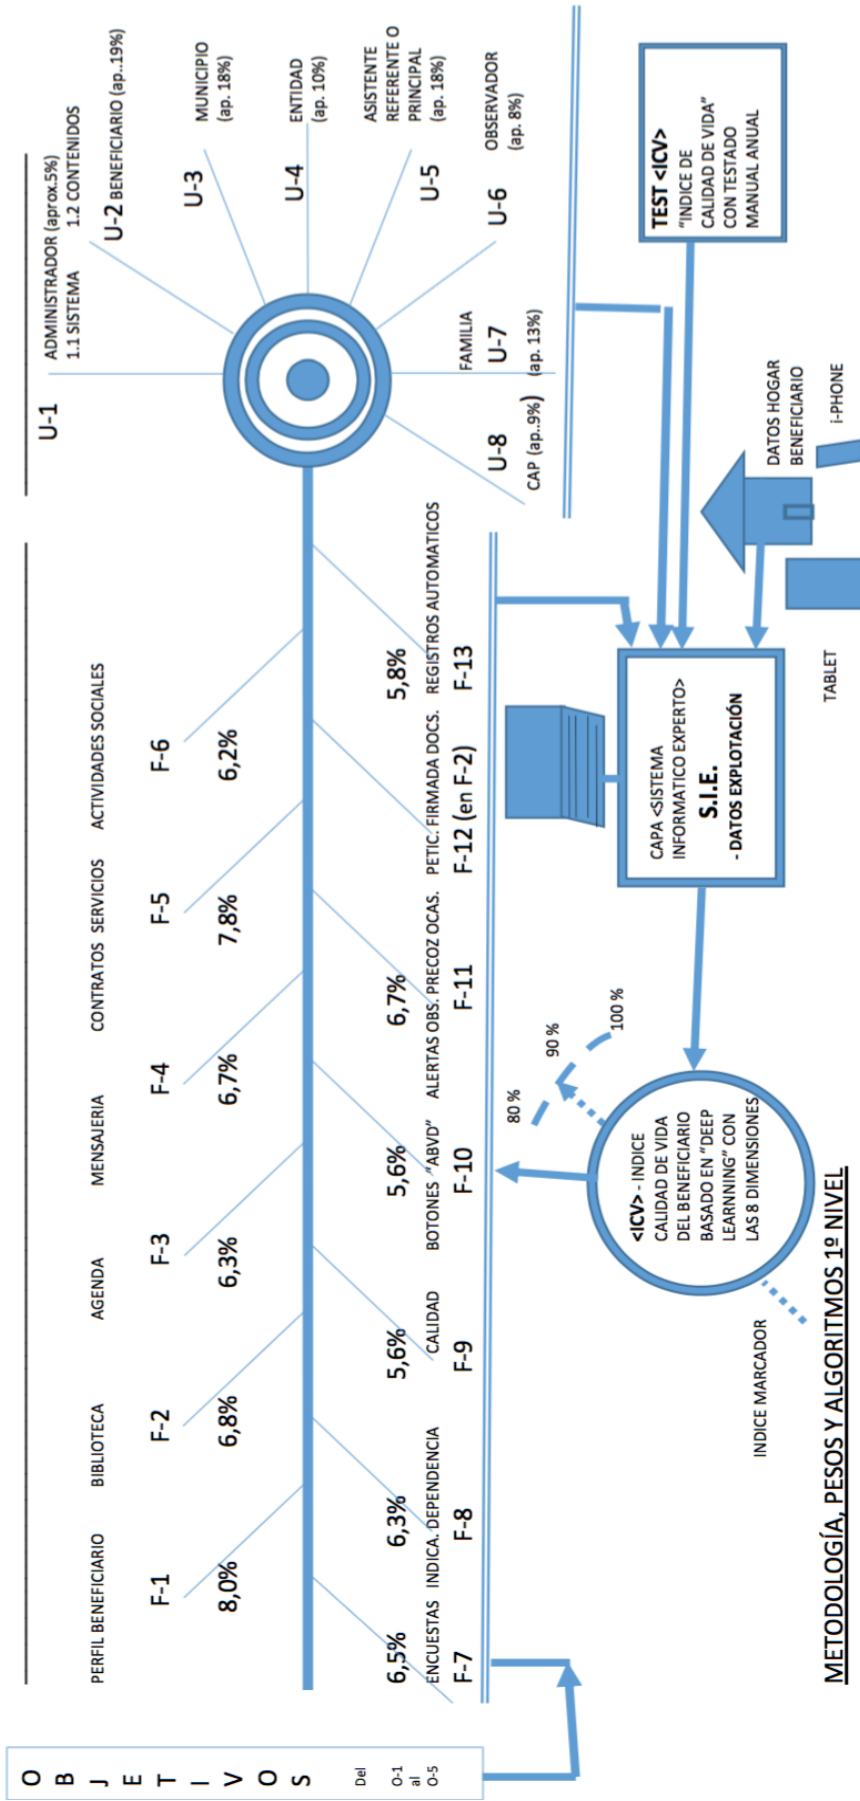 O
B
J
E
T
I
V
O
S
Del
O-1
al
O-5
PERFIL BENEFICIARIO
BIBLIOTECA
AGENDA
MENSAJERIA
CONTRATOS SERVICIOS
ACTIVIDADES SOCIALES
F-1
F-2
F-3
F-4
F-5
F-6
8,0%
6,8%
6,3%
6,7%
7,8%
6,2%
6,5%
6,3%
5,6%
5,6%
6,7%
5,8%
ENCUESTAS
INDICA. DEPENDENCIA
CALIDAD
BOTONES "ABVD"
ALERTAS OBS. PRECOZ OCAS.
PETIC. FIRMADA DOCS.
REGISTROS AUTOMATICOS
F-7
F-8
F-9
F-10
F-11
F-12 (en F-2)
F-13
U-1
ADMINISTRADOR (aprox.5%)
1.1 SISTEMA
1.2 CONTENIDOS
U-2 BENEFICIARIO (ap..19%)
U-3
MUNICIPIO
(ap. 18%)
U-4
ENTIDAD
(ap. 10%)
U-5
ASISTENTE
REFERENTE O
PRINCIPAL
(ap. 18%)
U-6
OBSERVADOR
(ap. 8%)
FAMILIA
U-7
(ap. 13%)
U-8
CAP (ap..9%)
TEST <ICV>
"INDICE DE
CALIDAD DE VIDA"
CON TESTADO
MANUAL ANUAL
DATOS HOGAR
BENEFICIARIO
i-PHONE
TABLET
CAPA <SISTEMA
INFORMATICO EXPERTO>
S.I.E.
- DATOS EXPLOTACIÓN
80 %
90 %
100 %
<ICV> - INDICE
CALIDAD DE VIDA
DEL BENEFICIARIO
BASADO EN "DEEP
LEARNNING" CON
LAS 8 DIMENSIONES
INDICE MARCADOR
METODOLOGÍA, PESOS Y ALGORITMOS 1º NIVEL